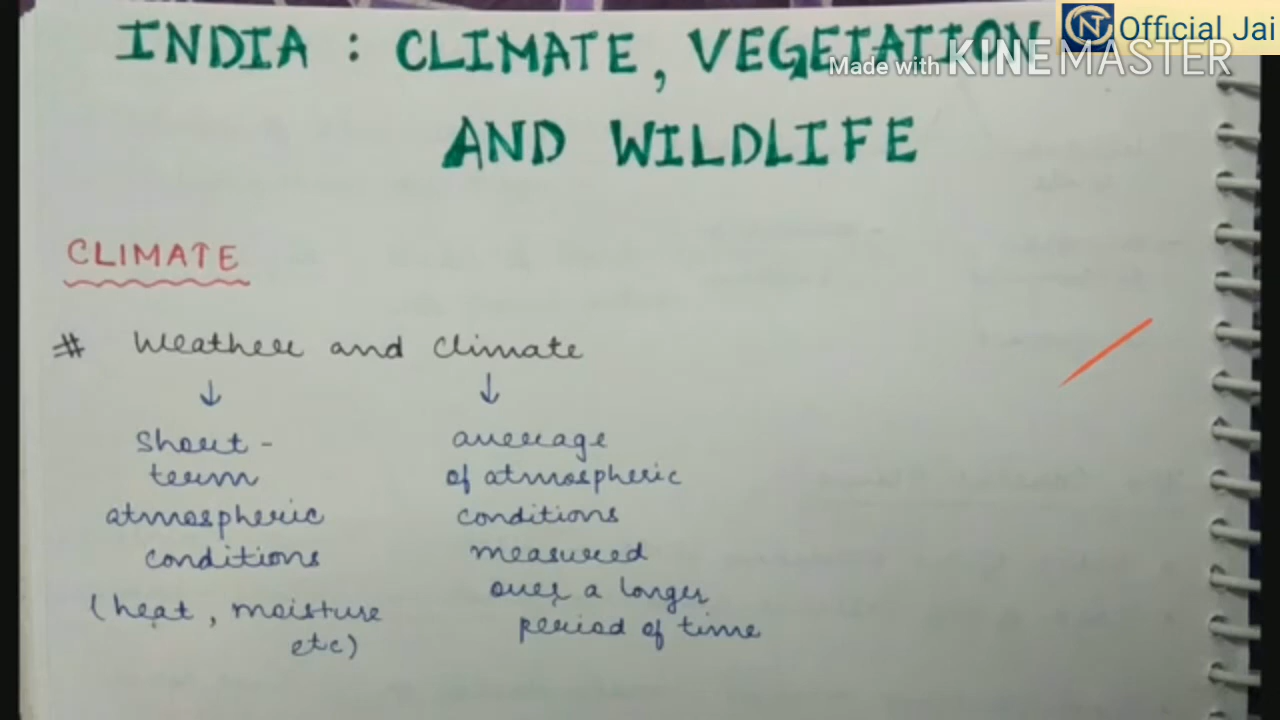 Official Jai
Made with KINEMASTER
INDIA : CLIMATE, VEGETATION
AND WILDLIFE
CLIMATE
# Weather and Climate
↓ ↓
Short - average
term of atmospheric
atmospheric conditions
conditions measured
(heat, moisture over a longer
etc) period of time